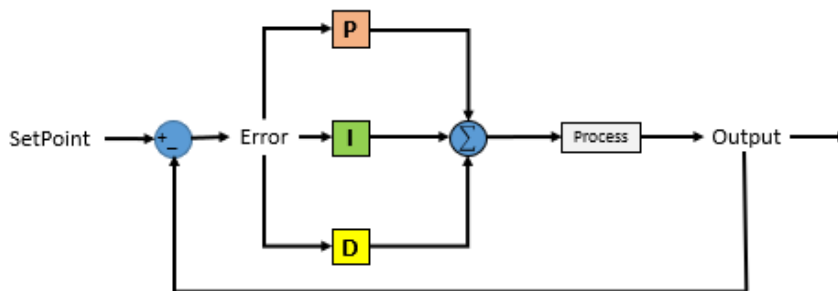 P
SetPoint
+
−
Error
I
Σ
Process
Output
D